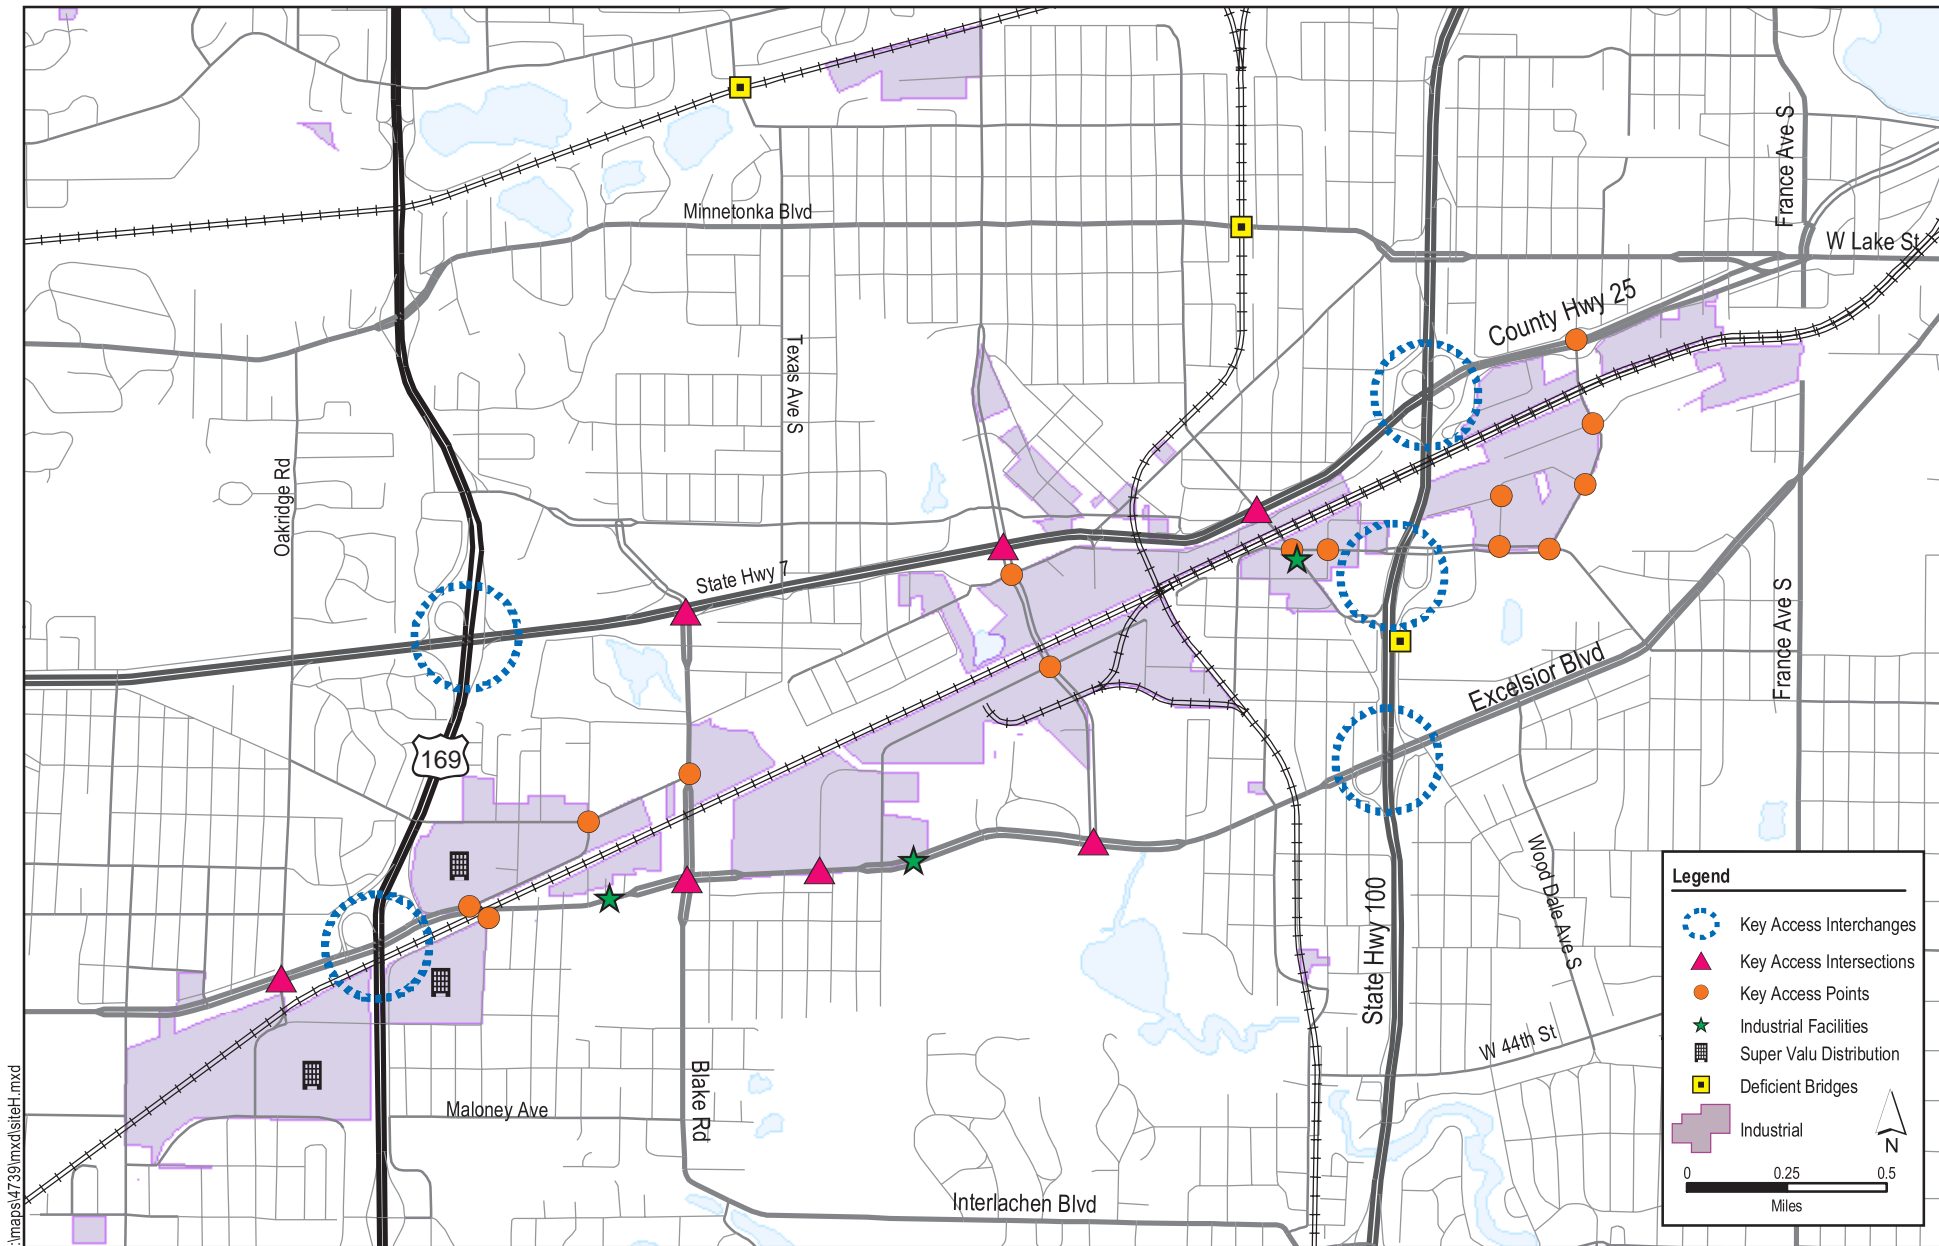 France Ave S
Minnetonka Blvd
W Lake St
County Hwy 25
Texas Ave S
Oakridge Rd
State Hwy 7
France Ave S
Excelsior Blvd
169
Wood Dale Ave S
State Hwy 100
W 44th St
Blake Rd
Maloney Ave
Interlachen Blvd
:\maps\4739\mxd\siteH.mxd
Legend
Key Access Interchanges
Key Access Intersections
Key Access Points
Industrial Facilities
Super Valu Distribution
Deficient Bridges
Industrial
N
0 0.25 0.5
Miles